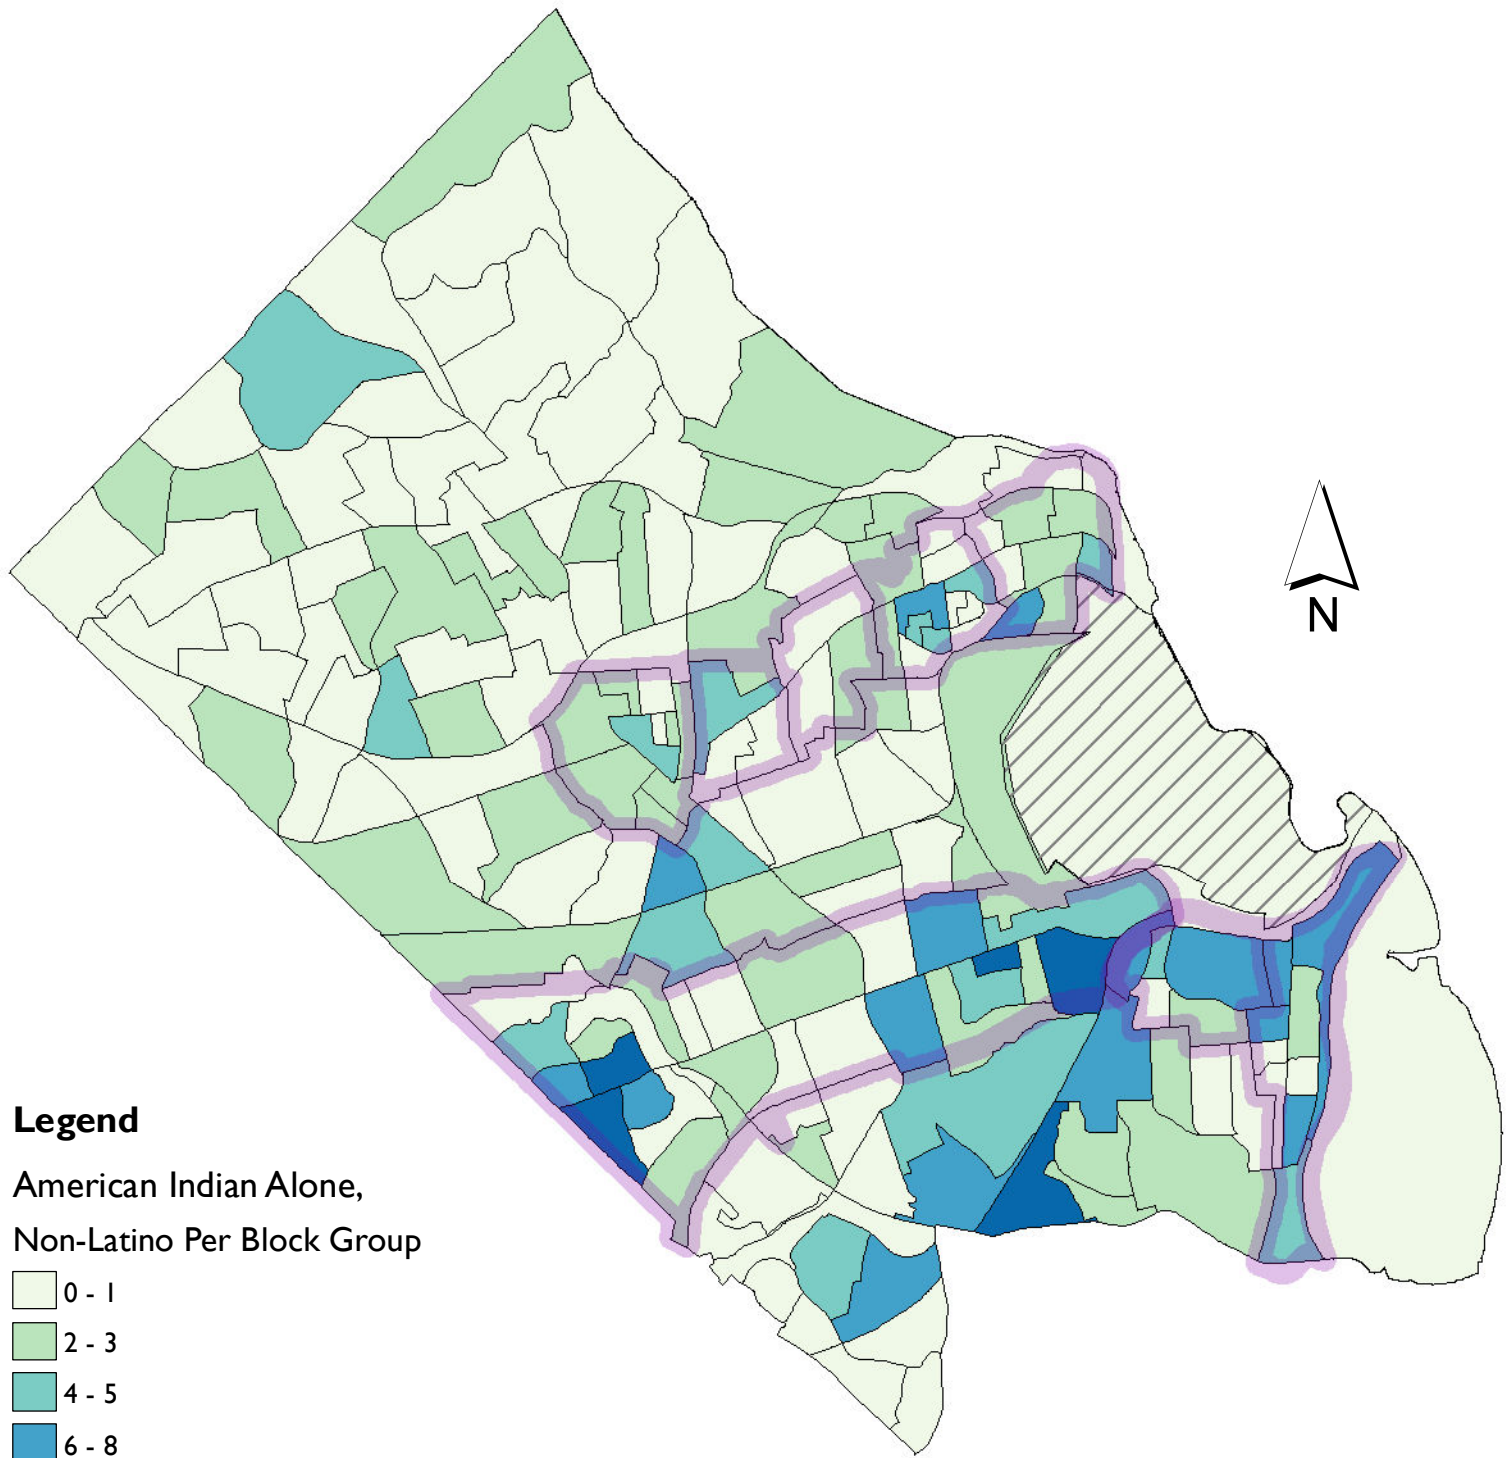 N
Legend
American Indian Alone,
Non-Latino Per Block Group
0 - 1
2 - 3
4 - 5
6 - 8